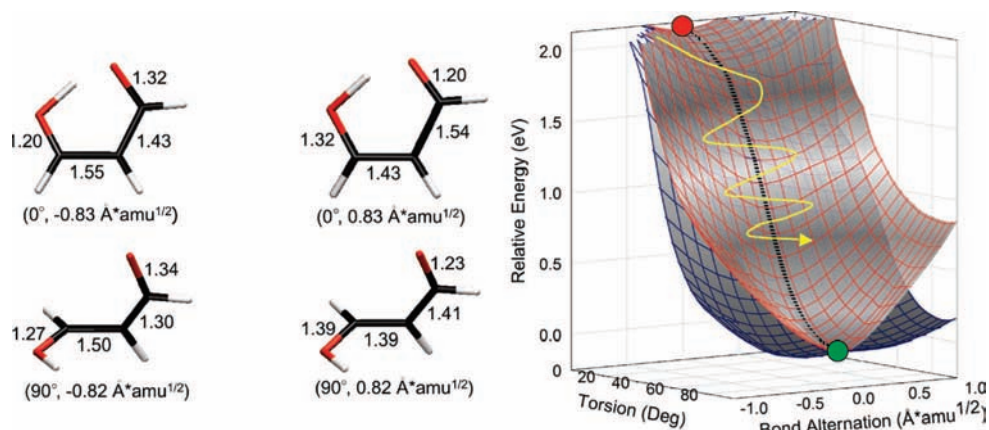 1.32
1.20
1.43
1.55
(0°, -0.83 Å*amu1/2)
1.20
1.32
1.54
1.43
(0°, 0.83 Å*amu1/2)
1.34
1.27
1.30
1.50
(90°, -0.82 Å*amu1/2)
1.23
1.39
1.41
1.39
(90°, 0.82 Å*amu1/2)
Relative Energy (eV)
2.0
1.5
1.0
0.5
0.0
0
20 40 60 80
Torsion (Deg)
-1.0 -0.5 0.0 0.5 1.0
Bond Alternation (Å*amu1/2)